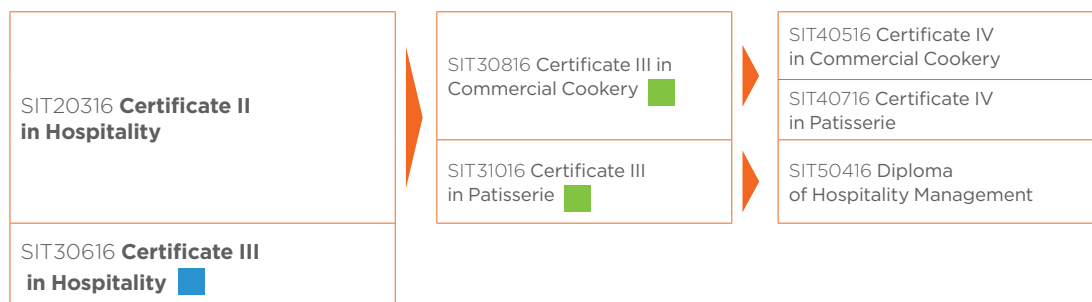 SIT20316 Certificate II
in Hospitality
SIT30616 Certificate III
in Hospitality
SIT30816 Certificate III in
Commercial Cookery
SIT31016 Certificate III
in Patisserie
SIT40516 Certificate IV
in Commercial Cookery
SIT40716 Certificate IV
in Patisserie
SIT50416 Diploma
of Hospitality Management